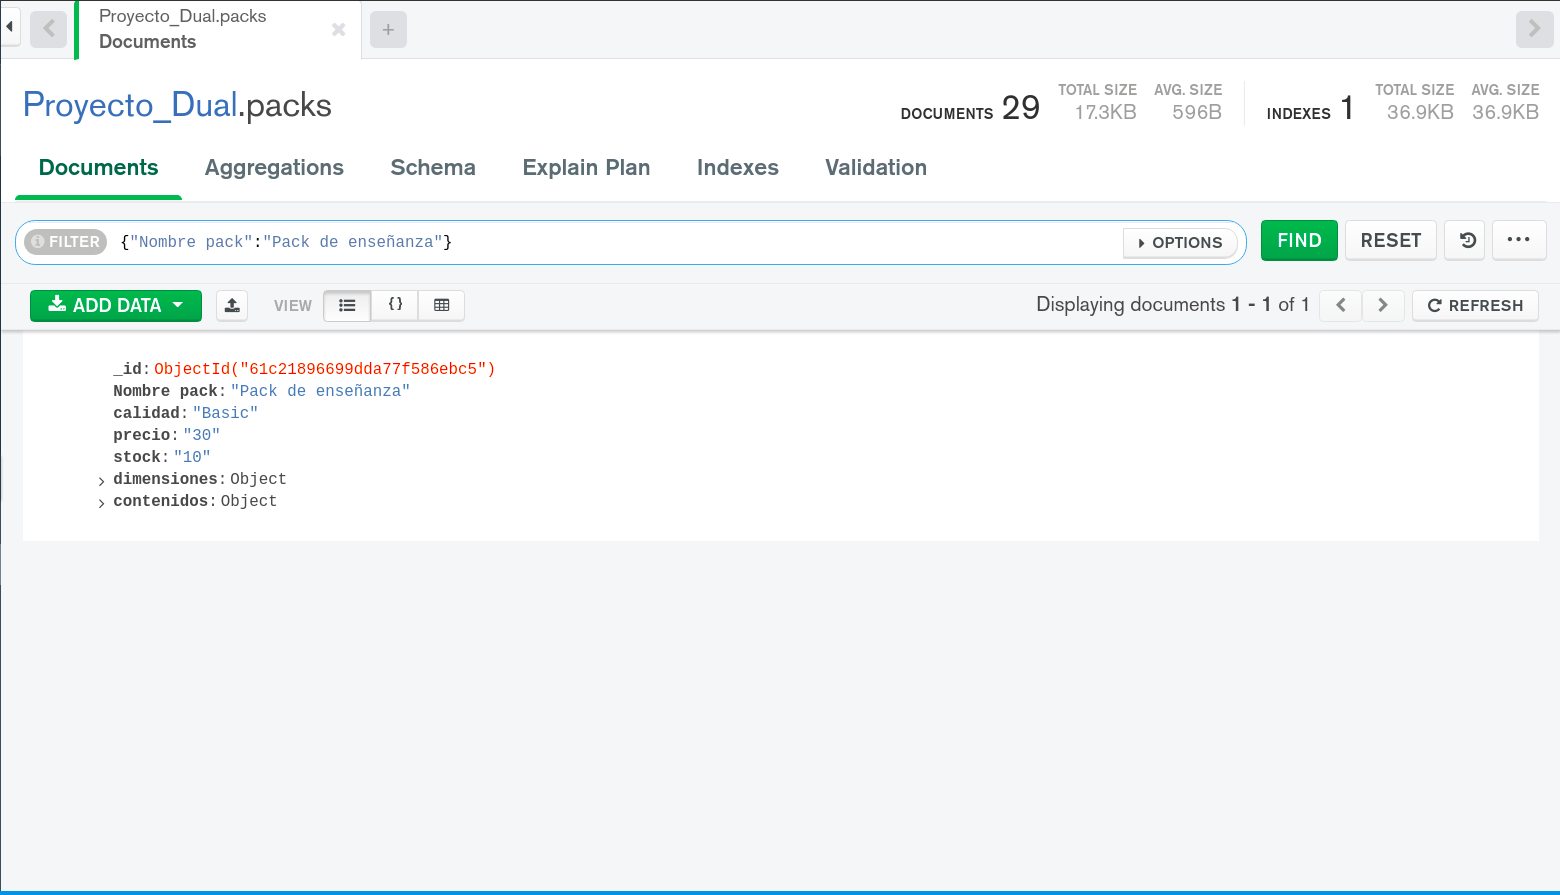 Proyecto_Dual.packs
Documents
Proyecto_Dual.packs
DOCUMENTS 29
TOTAL SIZE 17.3KB
AVG. SIZE 596B
INDEXES 1
TOTAL SIZE 36.9KB
AVG. SIZE 36.9KB
Documents Aggregations Schema Explain Plan Indexes Validation
FILTER {"Nombre pack":"Pack de enseñanza"} OPTIONS FIND RESET
ADD DATA VIEW { } Displaying documents 1 - 1 of 1 REFRESH
_id: ObjectId("61c21896699dda77f586ebc5")
Nombre pack: "Pack de enseñanza"
calidad: "Basic"
precio: "30"
stock: "10"
dimensiones: Object
contenidos: Object